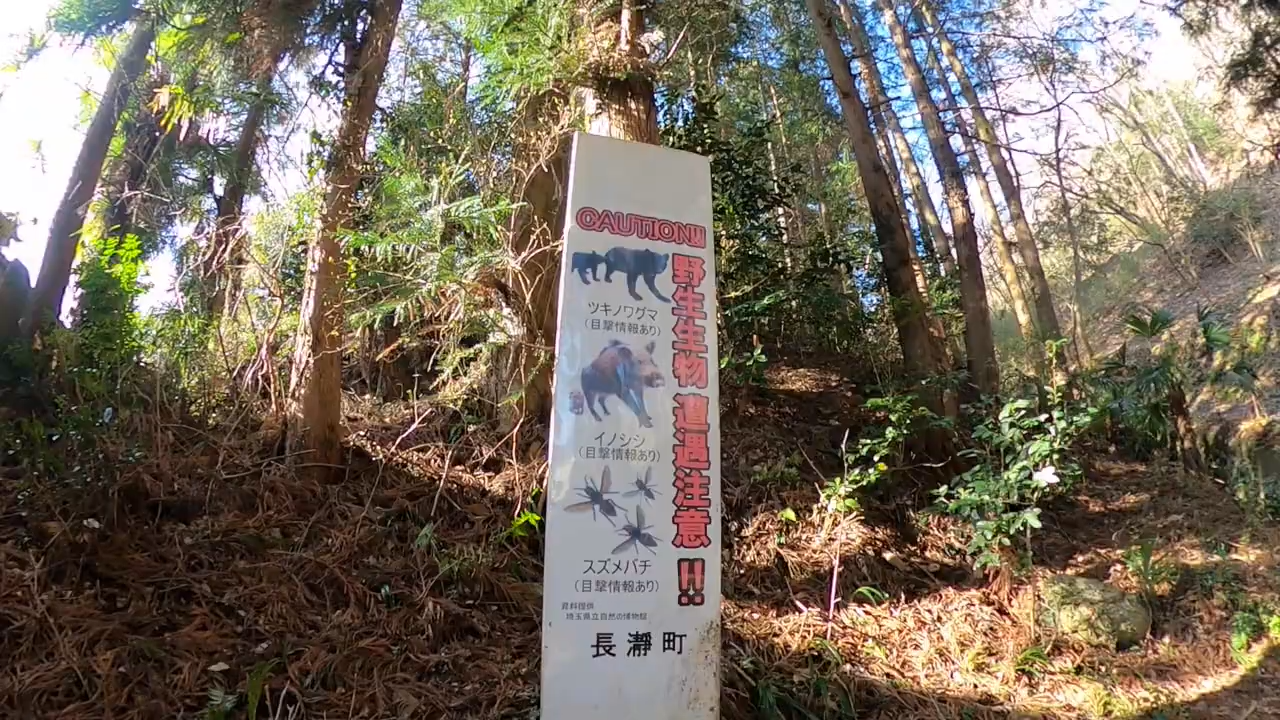 CAUTION!!
野生生物 遭遇注意!!
ツキノワグマ
(目撃情報あり)
イノシシ
(目撃情報あり)
スズメバチ
(目撃情報あり)
資料提供
埼玉県立自然の博物館
長瀞町